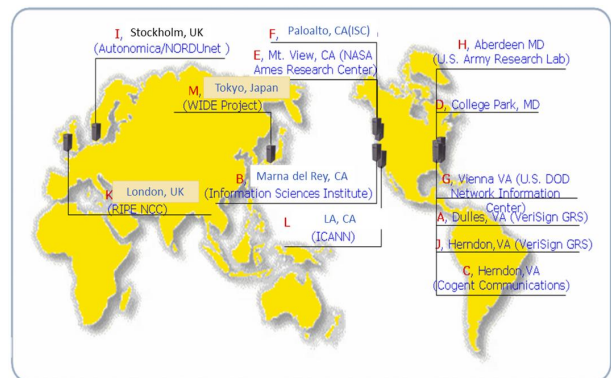 I, Stockholm, UK
(Autonomica/NORDUnet )
F, Paloalto, CA(ISC)
E, Mt. View, CA (NASA
Ames Research Center)
H, Aberdeen MD
(U.S. Army Research Lab)
M, Tokyo, Japan
(WIDE Project)
D, College Park, MD
K London, UK
(RIPE NCC)
B, Marna del Rey, CA
(Information Sciences Institute)
G, Vienna VA (U.S. DOD
Network Information
Center)
L LA, CA
(ICANN)
A, Dulles, VA (VeriSign GRS)
J, Herndon,VA (VeriSign GRS)
C, Herndon,VA
(Cogent Communications)